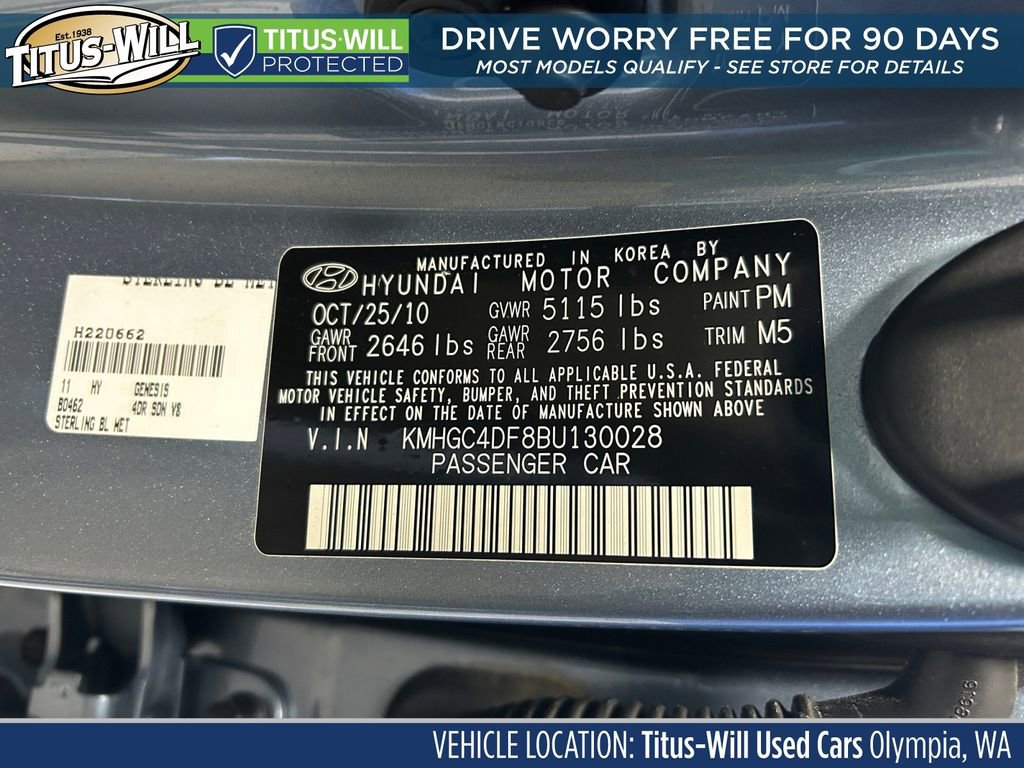 Est. 1938
TITUS-WILL
TITUS-WILL
PROTECTED
DRIVE WORRY FREE FOR 90 DAYS
MOST MODELS QUALIFY - SEE STORE FOR DETAILS
H220662
11 HY GENESIS
B0462 4DR SDN V8
STERLING BL MET
MANUFACTURED IN KOREA BY
HYUNDAI MOTOR COMPANY
OCT/25/10 GVWR 5115 lbs PAINT PM
GAWR FRONT 2646 lbs GAWR REAR 2756 lbs TRIM M5
THIS VEHICLE CONFORMS TO ALL APPLICABLE U.S.A. FEDERAL
MOTOR VEHICLE SAFETY, BUMPER, AND THEFT PREVENTION STANDARDS
IN EFFECT ON THE DATE OF MANUFACTURE SHOWN ABOVE
V.I.N KMHGC4DF8BU130028
PASSENGER CAR
VEHICLE LOCATION: Titus-Will Used Cars Olympia, WA